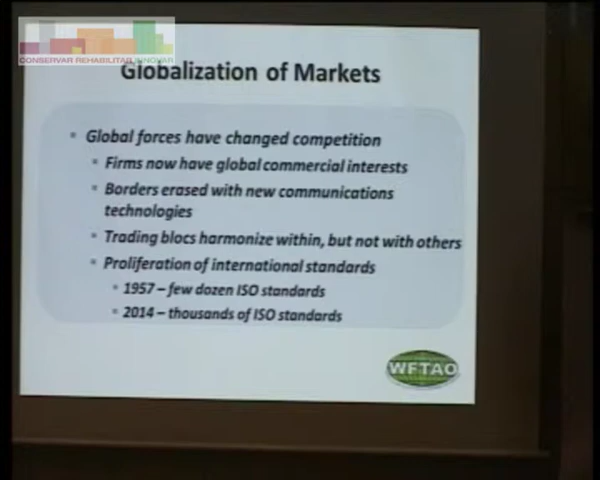 CONSERVAR REHABILITAR INNOVAR
Globalization of Markets
Global forces have changed competition
Firms now have global commercial interests
Borders erased with new communications
technologies
Trading blocs harmonize within, but not with others
Proliferation of international standards
1957 – few dozen ISO standards
2014 – thousands of ISO standards
WFTAO